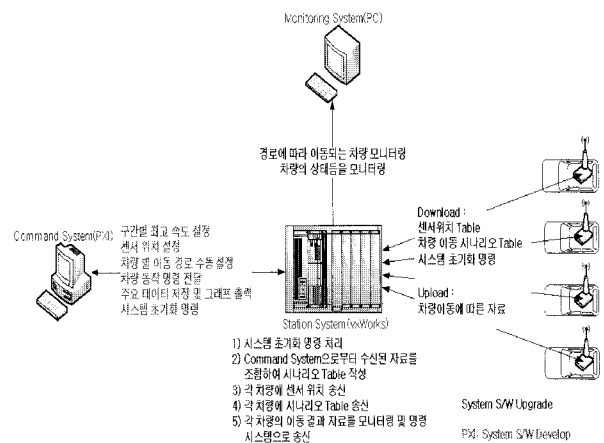 Monitoring System(PC)
경로에 따라 이동되는 차량 모니터링
차량의 상태등을 모니터링
Command System(PXI)
구간별 최고 속도 설정
센서 위치 설정
차량 별 이동 경로 수동 설정
차량 동작 명령 전달
주요 데이터 저장 및 그래프 출력
시스템 초기화 명령
Download :
센서위치 Table
차량 이동 시나리오 Table
시스템 초기화 명령
Upload :
차량이동에 따른 자료
Station System(vxWorks)
1) 시스템 초기화 명령 처리
2) Command System으로부터 수신된 자료를
조합하여 시나리오 Table 작성
3) 각 차량에 센서 위치 송신
4) 각 차량에 시나리오 Table 송신
5) 각 차량의 이동 결과 자료를 모니터링 및 명령
시스템으로 송신
System S/W Upgrade
PXI: System S/W Develop